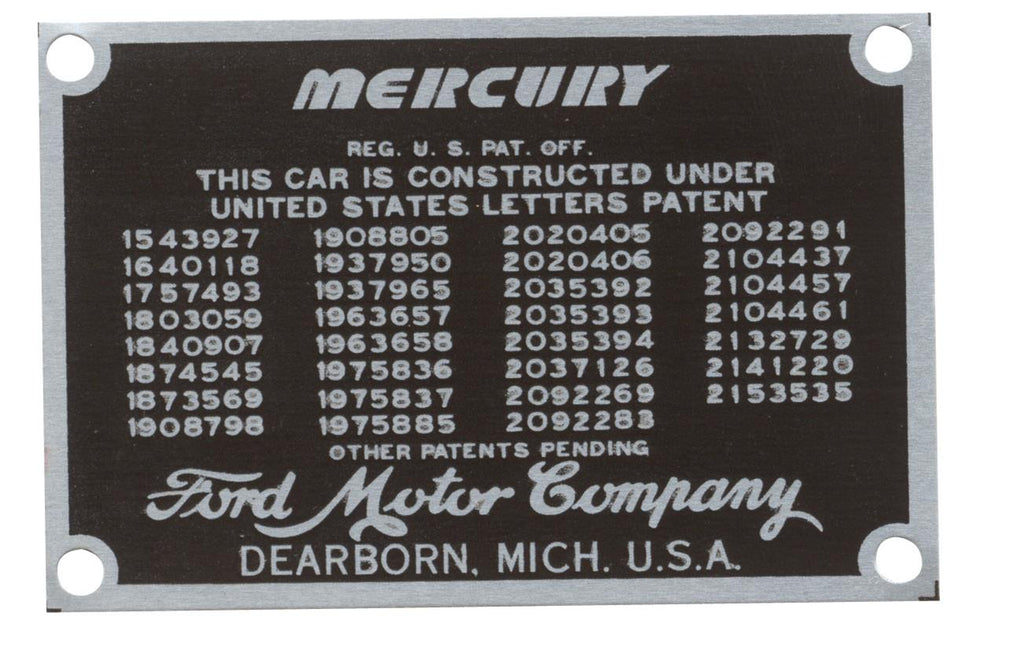 MERCURY
REG. U. S. PAT. OFF.
THIS CAR IS CONSTRUCTED UNDER
UNITED STATES LETTERS PATENT
1543927 1908805 2020405 2092291
1640118 1937950 2020406 2104437
1757493 1937965 2035392 2104457
1803059 1963657 2035393 2104461
1840907 1963658 2035394 2132729
1874545 1975836 2037126 2141220
1873569 1975837 2092269 2153535
1908798 1975885 2092283
OTHER PATENTS PENDING
Ford Motor Company
DEARBORN, MICH. U.S.A.